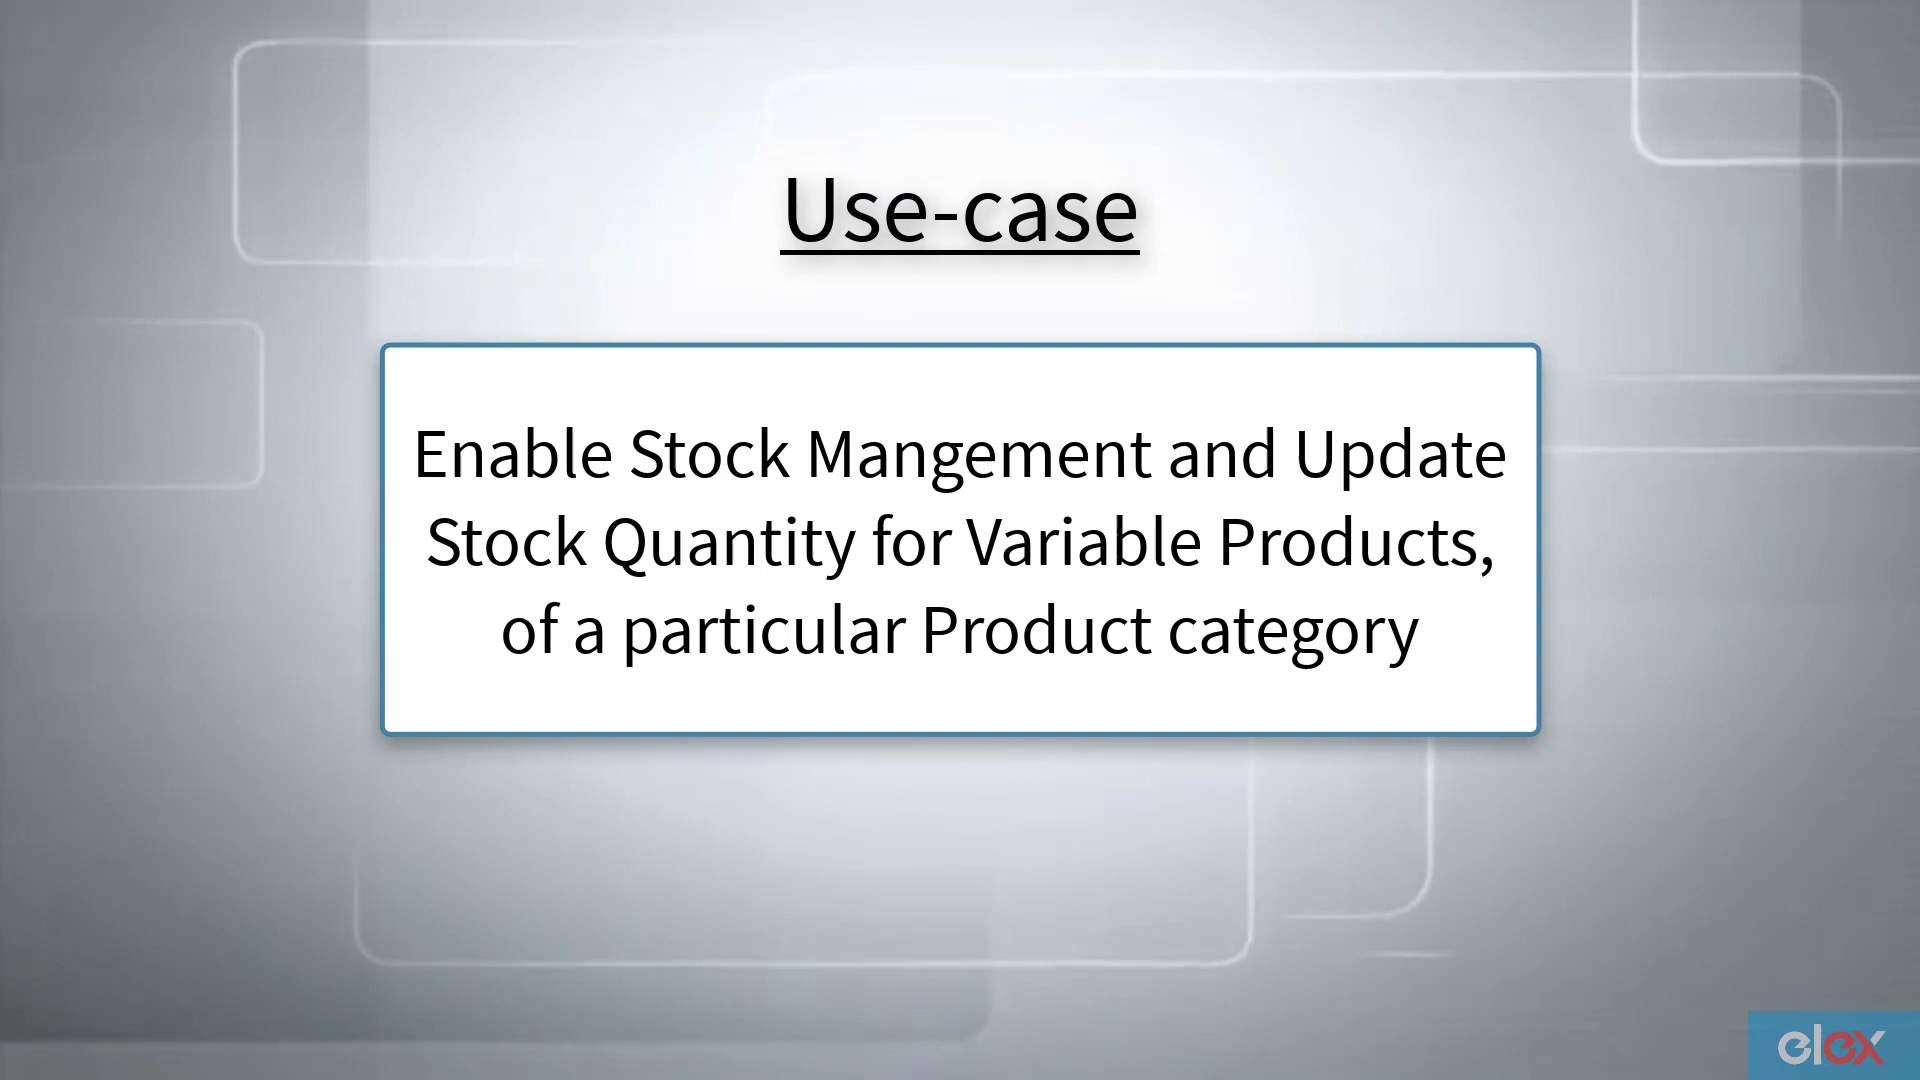 Use-case
Enable Stock Mangement and Update
Stock Quantity for Variable Products,
of a particular Product category
elex